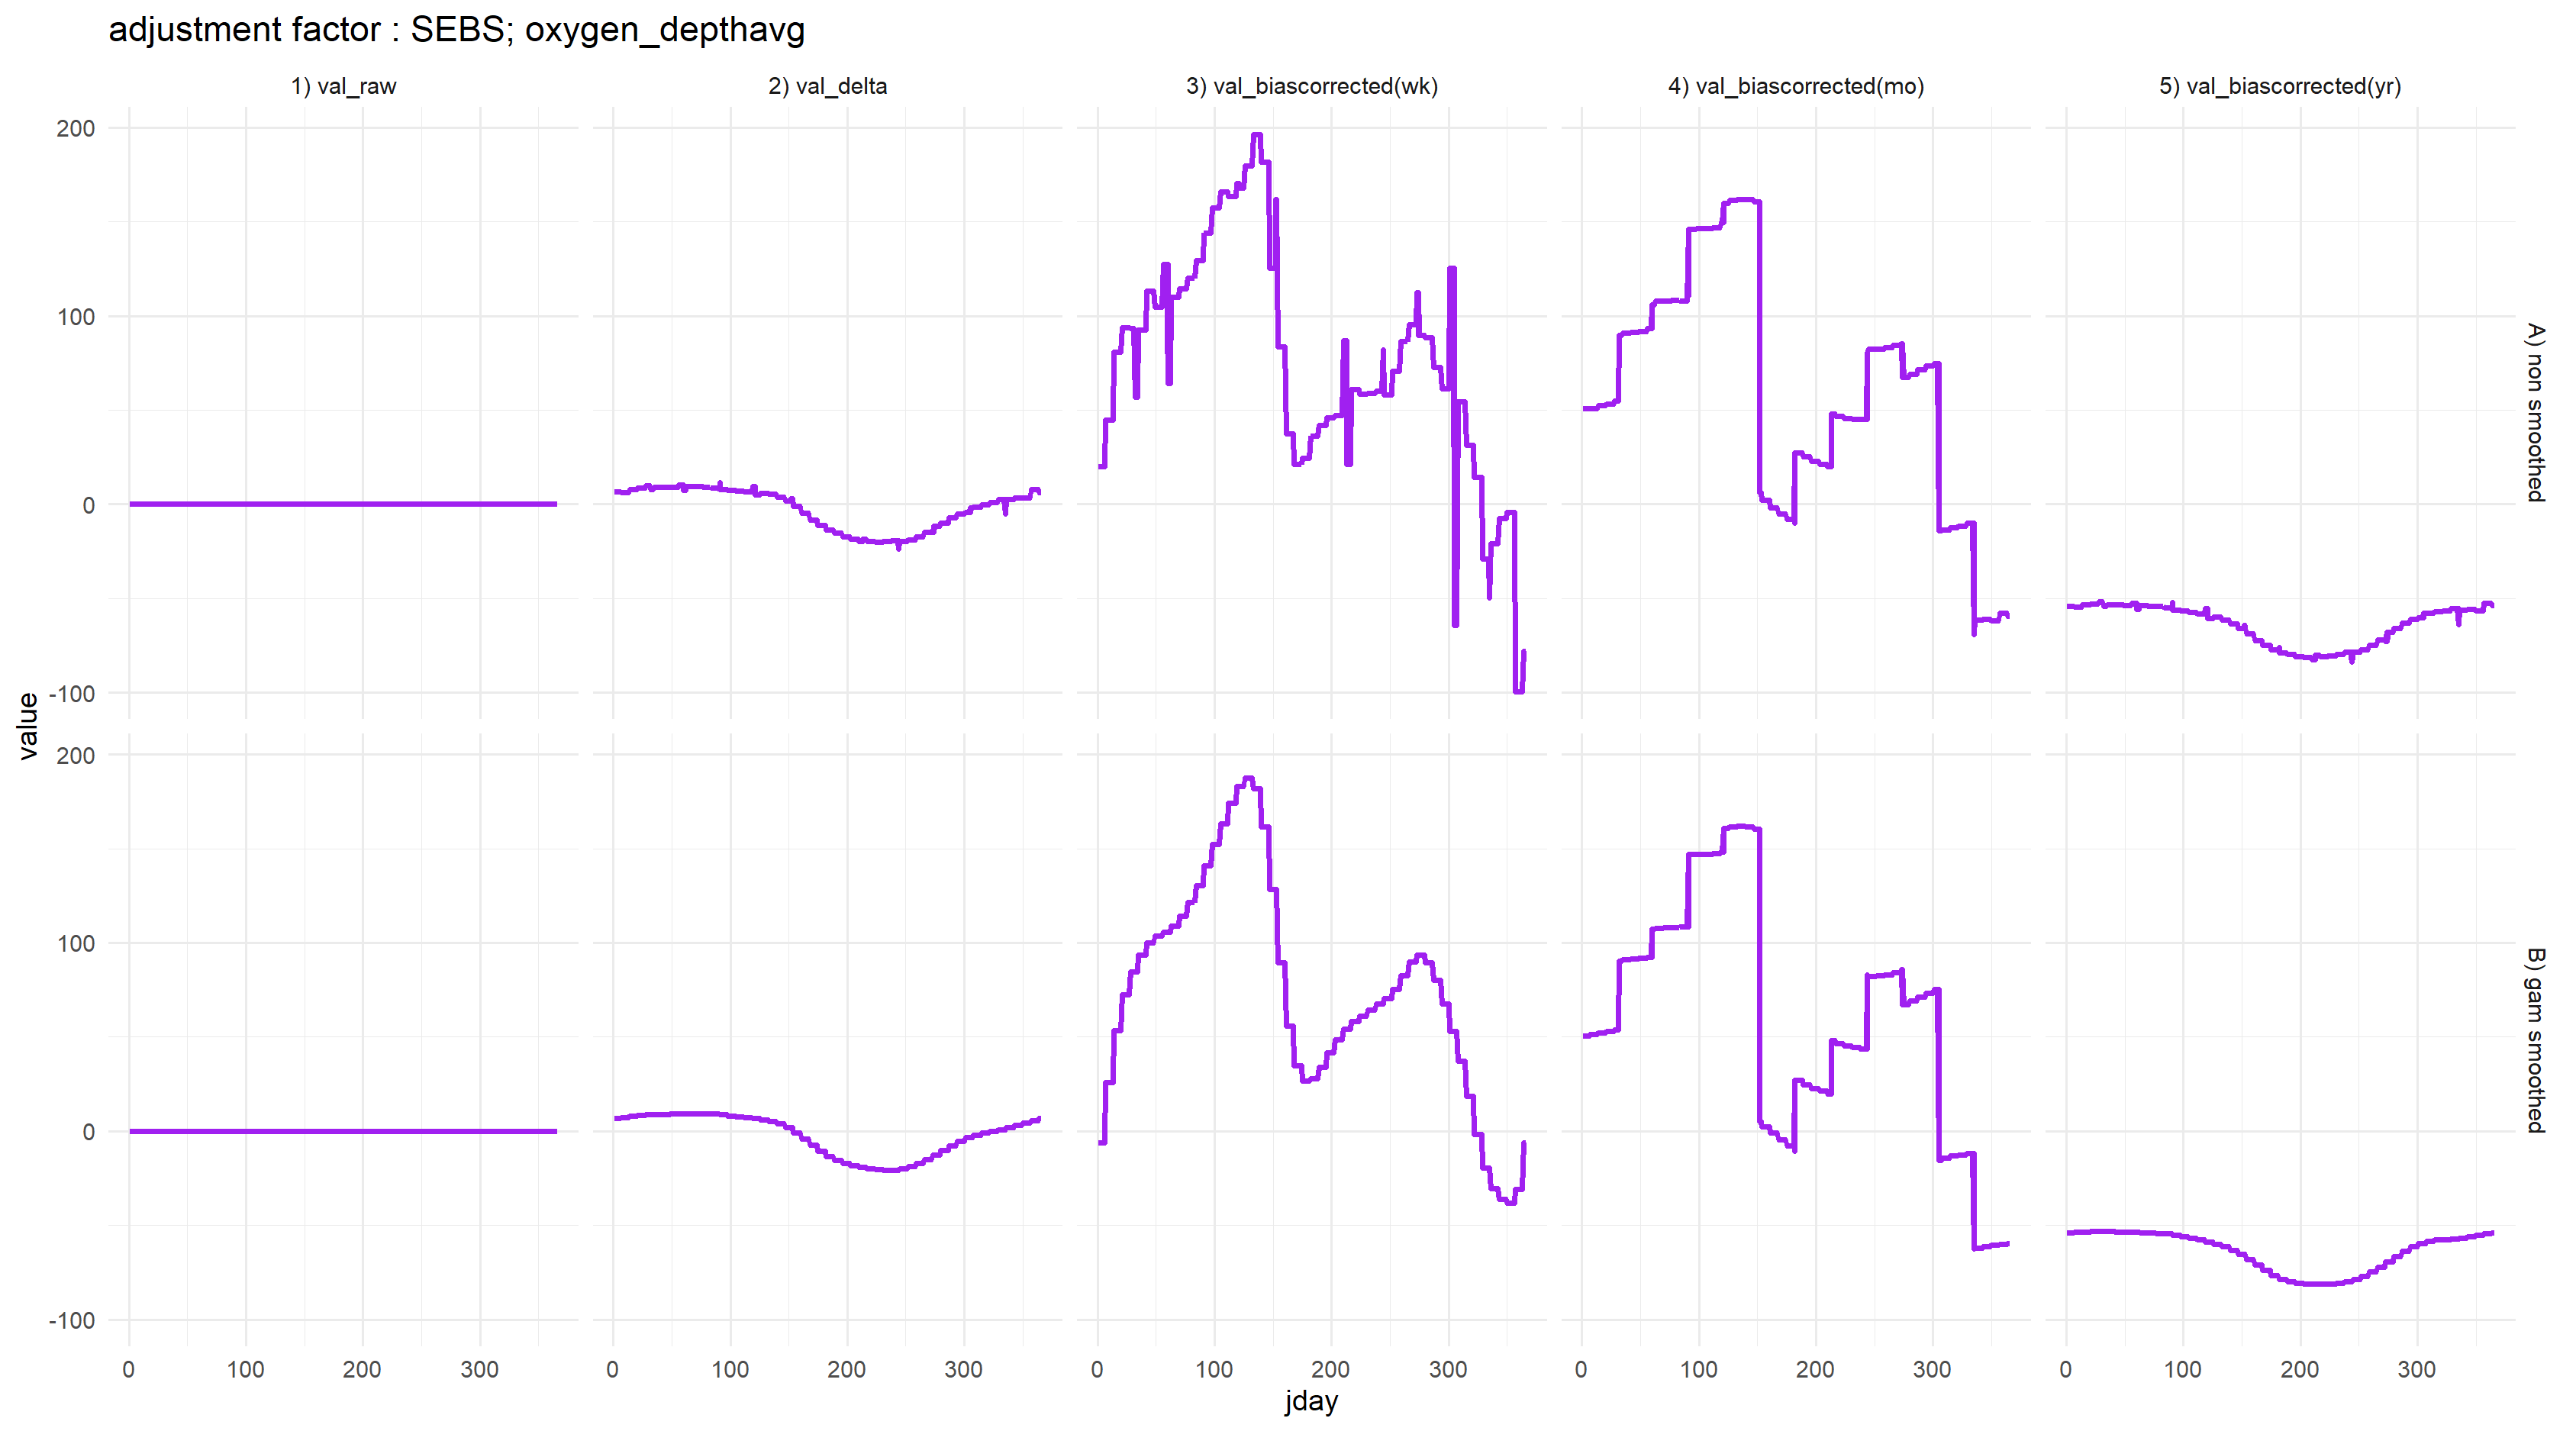 adjustment factor : SEBS; oxygen_depthavg
1) val_raw
2) val_delta
3) val_biascorrected(wk)
4) val_biascorrected(mo)
5) val_biascorrected(yr)
200
100
0
-100
A) non smoothed
value
200
100
0
-100
B) gam smoothed
0 100 200 300
0 100 200 300
0 100 200 300
0 100 200 300
0 100 200 300
jday